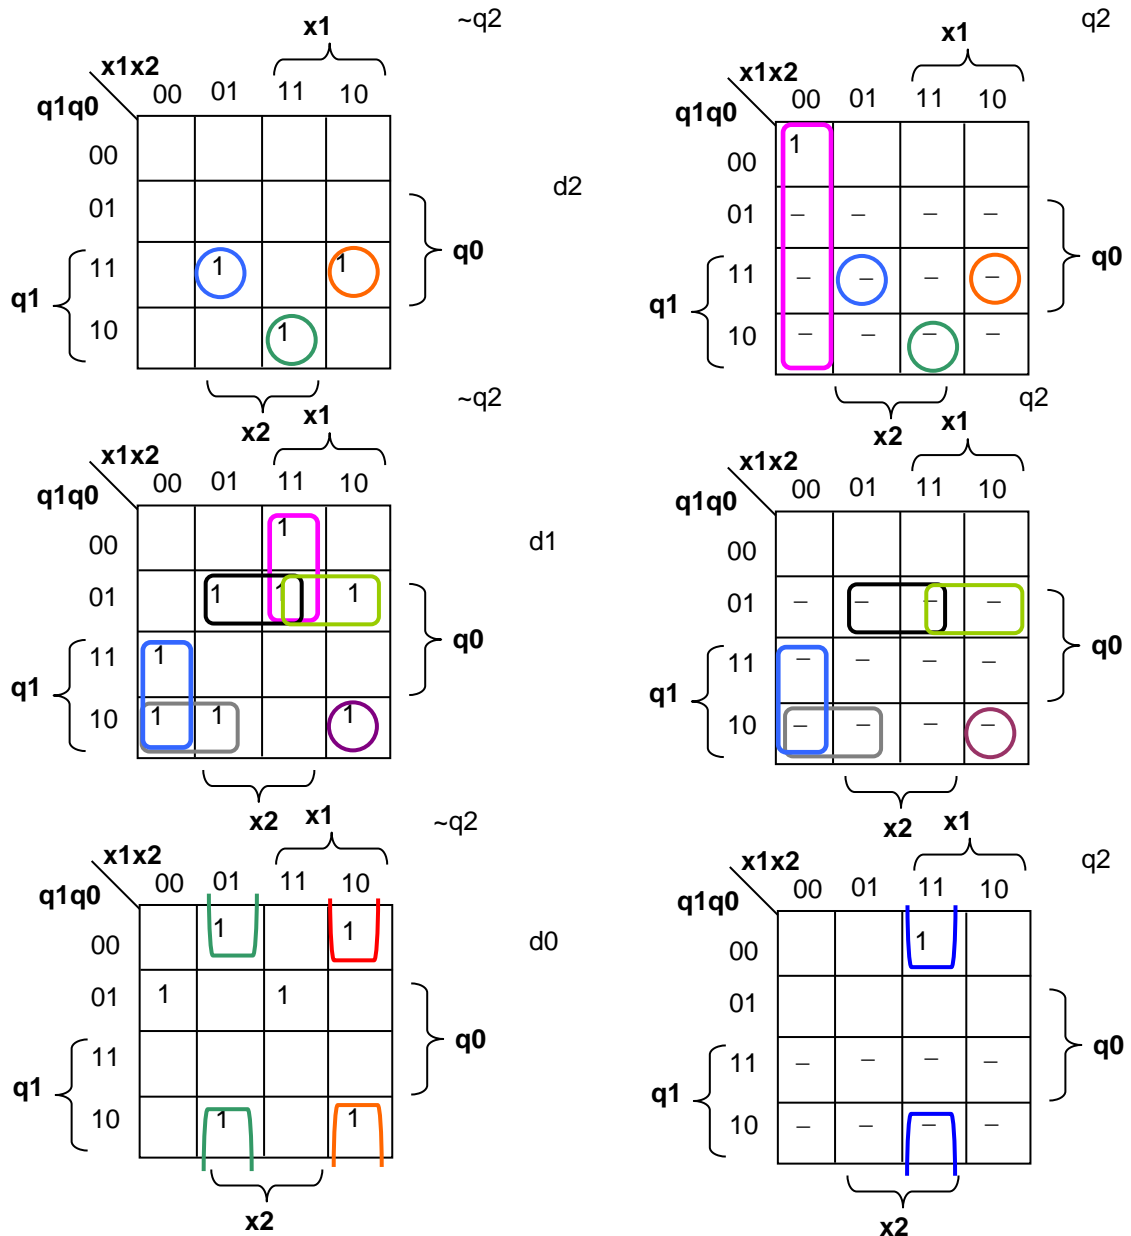 ~q2 q2
x1 x1
x1x2 x1x2
00 01 11 10 00 01 11 10
q1q0 q1q0
00 00 1
d2
01 01 – – – –
q0 q0
11 1 1 11 – – – –
q1 q1
10 1 10 – – – –
~q2 q2
x2 x1 x2 x1
x1x2 x1x2
00 01 11 10 00 01 11 10
q1q0 q1q0
00 1 00
d1
01 1 1 1 01 – – – –
q0 q0
11 1 11 – – – –
q1 q1
10 1 1 1 10 – – – –
x2 x1 ~q2 x2 x1
x1x2 x1x2 q2
00 01 11 10 00 01 11 10
q1q0 q1q0
00 1 1 00 1
d0
01 1 1 01
q0 q0
11 11 – – – –
q1 q1
10 1 1 10 – – – –
x2 x2